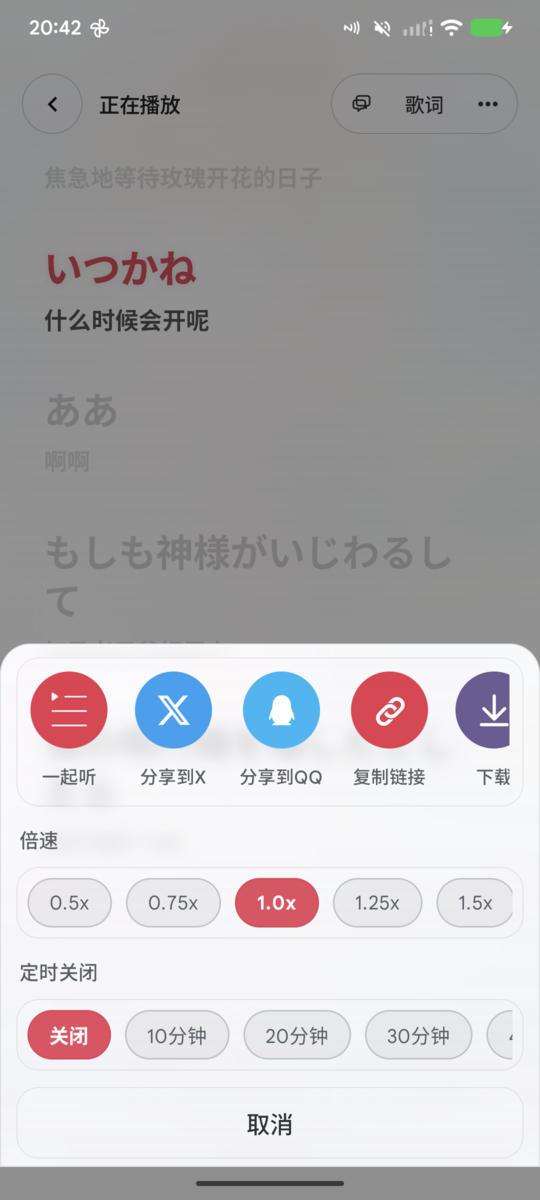 20:42
正在播放
歌词
焦急地等待玫瑰开花的日子
いつかね
什么时候会开呢
ああ
啊啊
もしも神様がいじわるし
て
一起听
分享到X
分享到QQ
复制链接
下载
倍速
0.5x
0.75x
1.0x
1.25x
1.5x
定时关闭
关闭
10分钟
20分钟
30分钟
取消